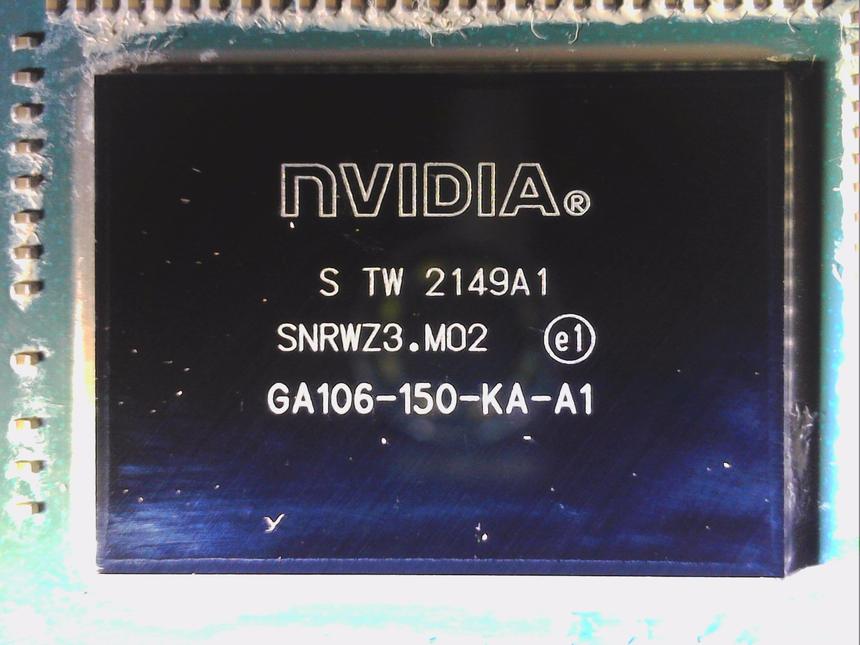 NVIDIA®
S TW 2149A1
SNRWZ3.M02 e1
GA106-150-KA-A1